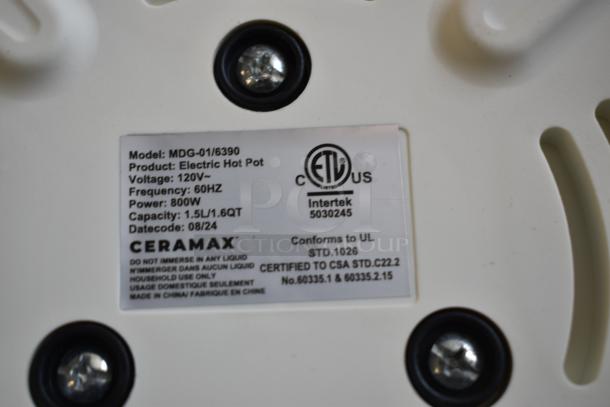 Model: MDG-01/6390
Product: Electric Hot Pot
Voltage: 120V~
Frequency: 60HZ
Power: 800W
Capacity: 1.5L/1.6QT
Datecode: 08/24
CERAMAX
DO NOT IMMERSE IN ANY LIQUID
N'IMMERGER DANS AUCUN LIQUID
HOUSEHOLD USE ONLY
USAGE DOMESTIQUE SEULEMENT
MADE IN CHINA/ FABRIQUE EN CHINE
ETL
C US
Intertek
5030245
Conforms to UL
STD.1026
CERTIFIED TO CSA STD.C22.2
No.60335.1 & 60335.2.15